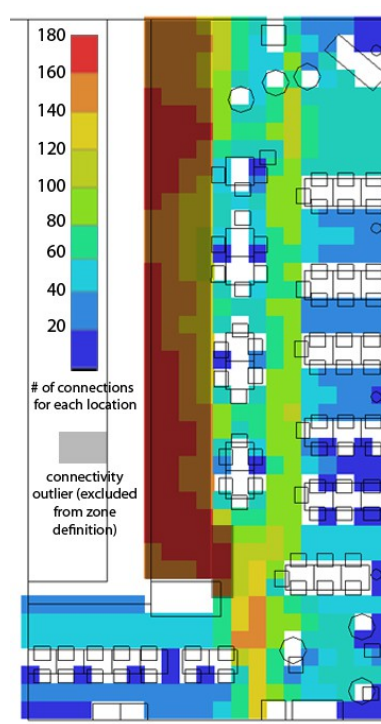 180
160
140
120
100
80
60
40
20
# of connections
for each location
connectivity
outlier (excluded
from zone
definition)